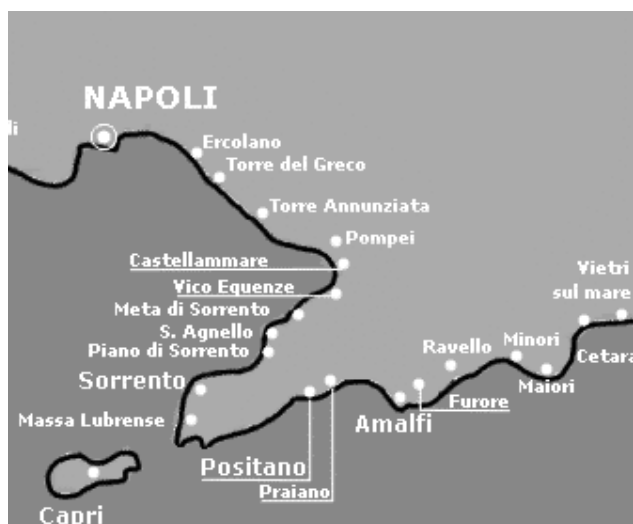 NAPOLI
di
Ercolano
Torre del Greco
Torre Annunziata
Pompei
Castellammare
Vico Equenze
Vietri
sul mare
Meta di Sorrento
S. Agnello
Piano di Sorrento
Minori
Cetara
Ravello
Maiori
Sorrento
Furore
Massa Lubrense
Amalfi
Positano
Praiano
Capri